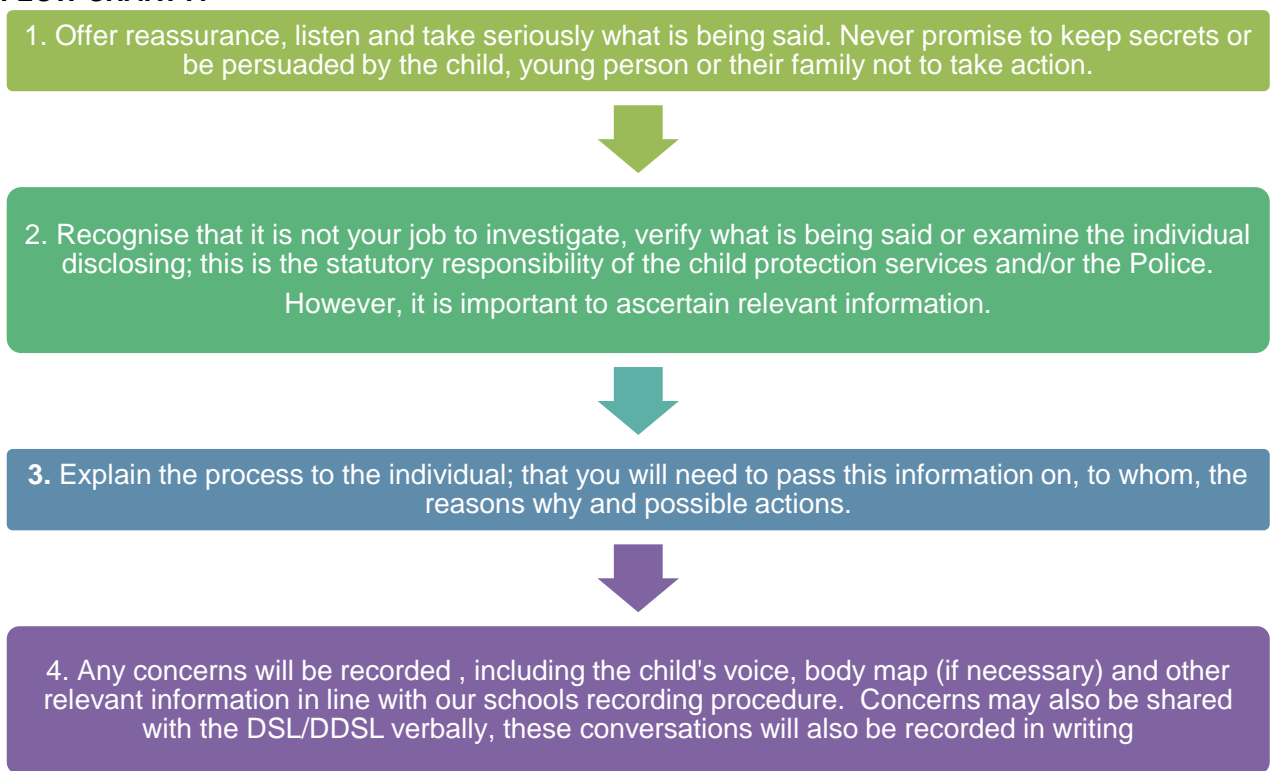 1. Offer reassurance, listen and take seriously what is being said. Never promise to keep secrets or
be persuaded by the child, young person or their family not to take action.
2. Recognise that it is not your job to investigate, verify what is being said or examine the individual
disclosing; this is the statutory responsibility of the child protection services and/or the Police.
However, it is important to ascertain relevant information.
3. Explain the process to the individual; that you will need to pass this information on, to whom, the
reasons why and possible actions.
4. Any concerns will be recorded , including the child's voice, body map (if necessary) and other
relevant information in line with our schools recording procedure.  Concerns may also be shared
with the DSL/DDSL verbally, these conversations will also be recorded in writing